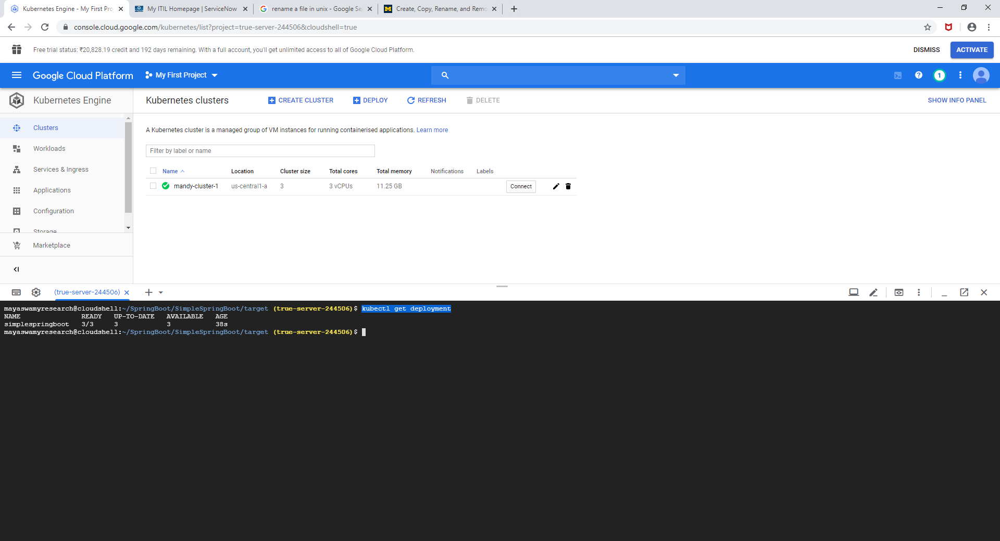 Kubernetes Engine - My First Pro
My ITIL Homepage | ServiceNow
rename a file in unix - Google Se
Create, Copy, Rename, and Remo
console.cloud.google.com/kubernetes/list?project=true-server-244506&cloudshell=true
Free trial status: ₹20,828.19 credit and 192 days remaining. With a full account, you'll get unlimited access to all of Google Cloud Platform.
DISMISS
ACTIVATE
Google Cloud Platform
My First Project
1
Kubernetes Engine
Kubernetes clusters
CREATE CLUSTER
DEPLOY
REFRESH
DELETE
SHOW INFO PANEL
Clusters
Workloads
Services & Ingress
Applications
Configuration
Storage
Marketplace
A Kubernetes cluster is a managed group of VM instances for running containerised applications. Learn more
Filter by label or name
Name Location Cluster size Total cores Total memory Notifications Labels
mandy-cluster-1 us-central1-a 3 3 vCPUs 11.25 GB Connect
(true-server-244506)
mayaswamyresearch@cloudshell:~/SpringBoot/SimpleSpringBoot/target (true-server-244506)$ kubectl get deployment
NAME READY UP-TO-DATE AVAILABLE AGE
simplespringboot 3/3 3 3 38s
mayaswamyresearch@cloudshell:~/SpringBoot/SimpleSpringBoot/target (true-server-244506)$